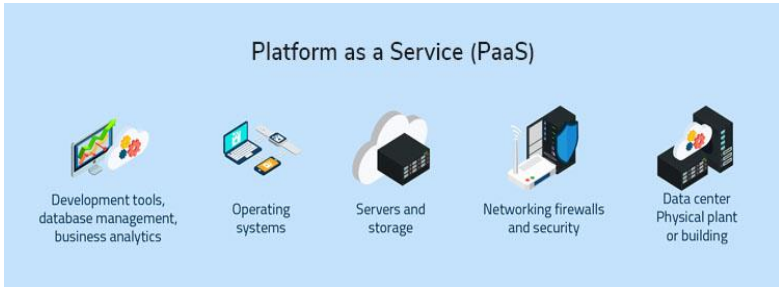 Platform as a Service (PaaS)
Development tools,
database management,
business analytics
Operating
systems
Servers and
storage
Networking firewalls
and security
Data center
Physical plant
or building